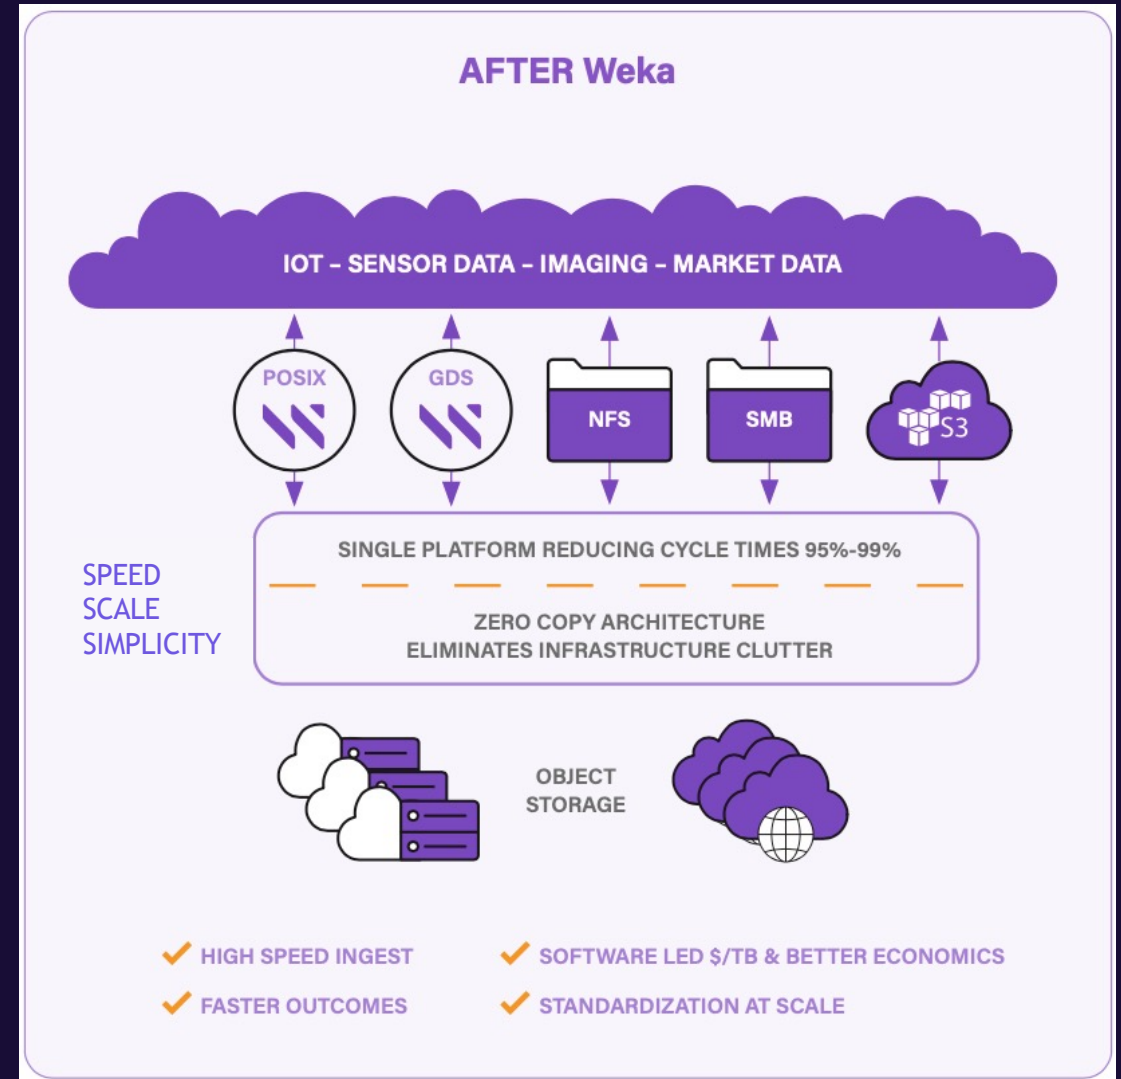 AFTER Weka
IOT – SENSOR DATA – IMAGING – MARKET DATA
POSIX
GDS
NFS
SMB
S3
SINGLE PLATFORM REDUCING CYCLE TIMES 95%-99%
SPEED
SCALE
SIMPLICITY
ZERO COPY ARCHITECTURE
ELIMINATES INFRASTRUCTURE CLUTTER
OBJECT
STORAGE
HIGH SPEED INGEST
SOFTWARE LED $/TB & BETTER ECONOMICS
FASTER OUTCOMES
STANDARDIZATION AT SCALE